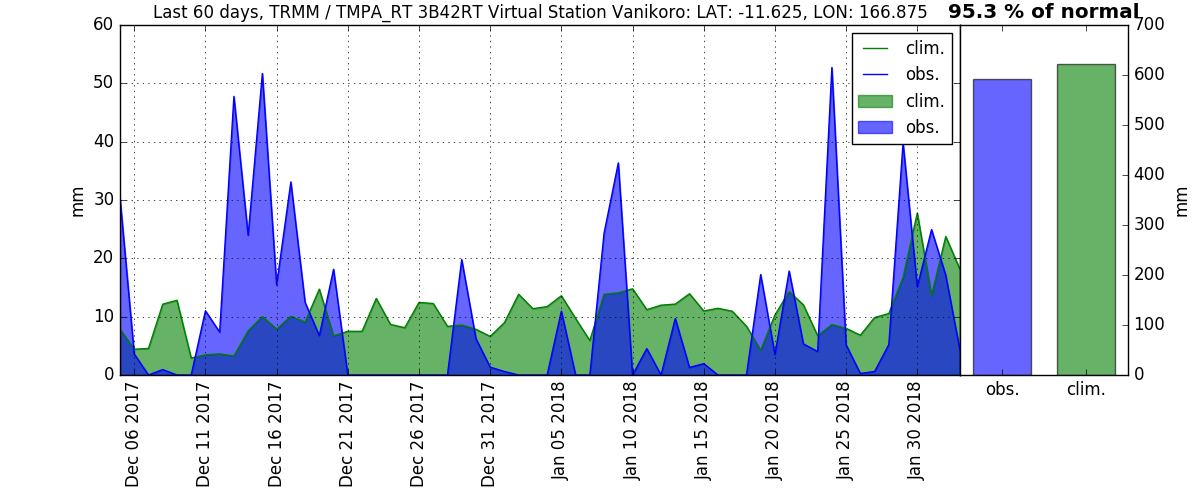 Last 60 days, TRMM / TMPA_RT 3B42RT Virtual Station Vanikoro: LAT: -11.625, LON: 166.875
95.3 % of normal
60
50
40
30
20
10
0
mm
clim.
obs.
clim.
obs.
Dec 06 2017
Dec 11 2017
Dec 16 2017
Dec 21 2017
Dec 26 2017
Dec 31 2017
Jan 05 2018
Jan 10 2018
Jan 15 2018
Jan 20 2018
Jan 25 2018
Jan 30 2018
700
600
500
400
300
200
100
0
mm
obs.
clim.